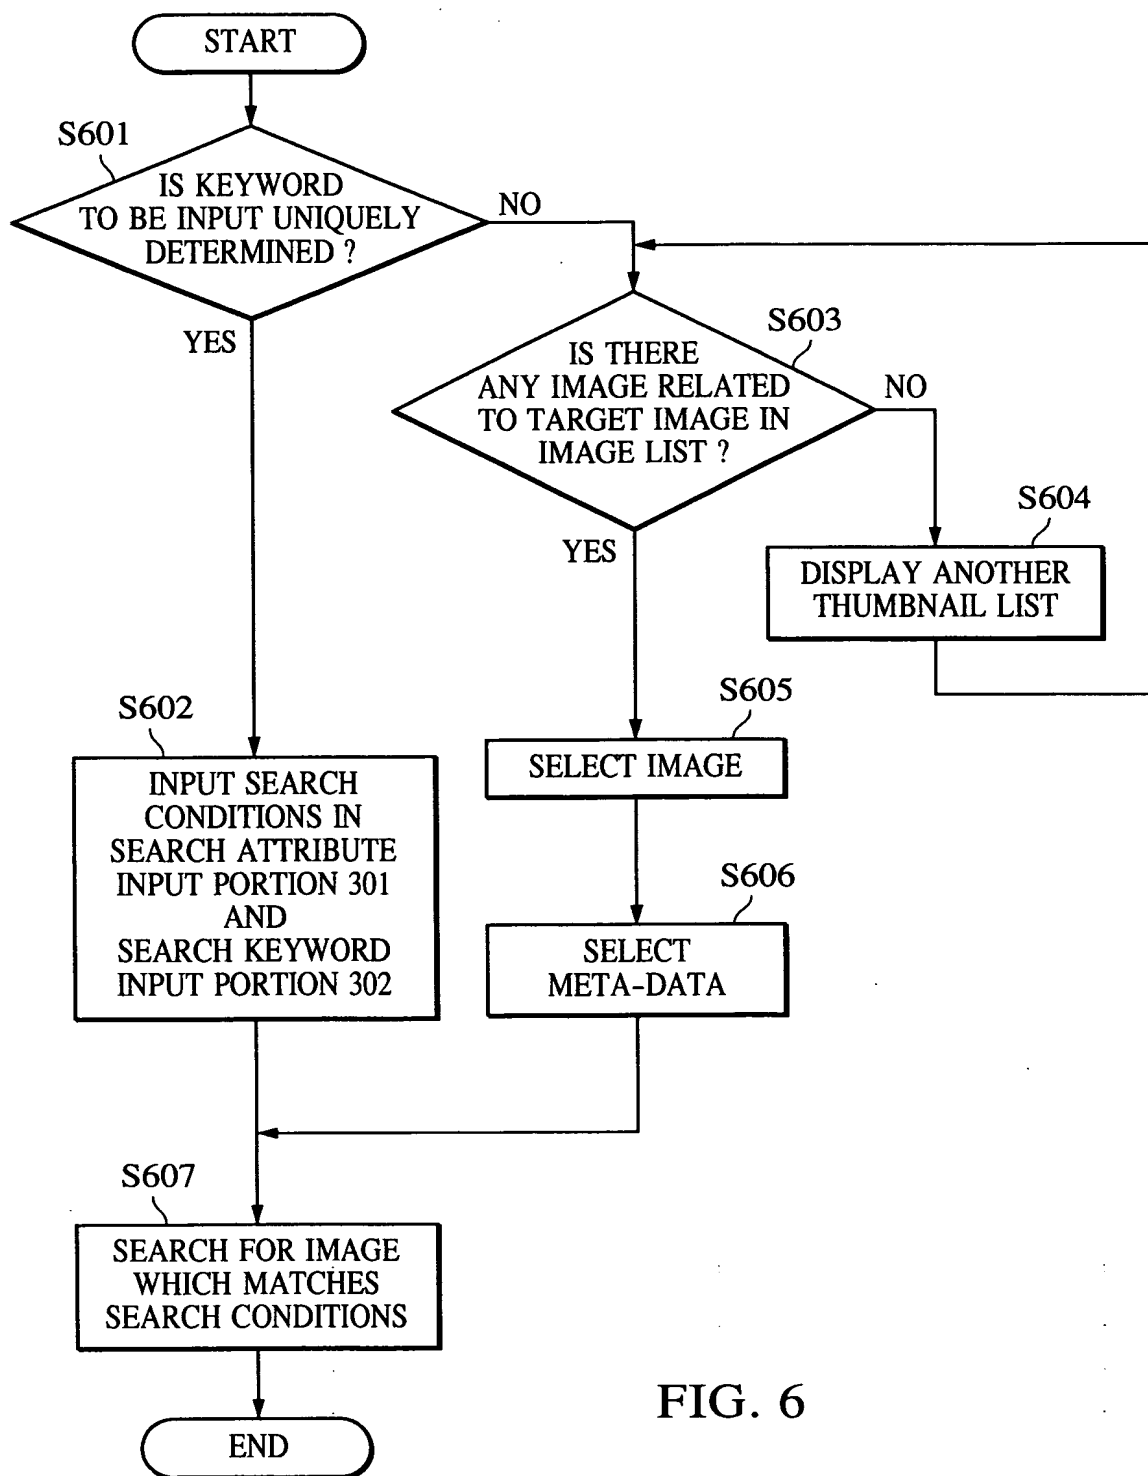 START
S601
IS KEYWORD
TO BE INPUT UNIQUELY
DETERMINED ?
NO
YES
S603
IS THERE
ANY IMAGE RELATED
TO TARGET IMAGE IN
IMAGE LIST ?
NO
YES
S604
DISPLAY ANOTHER
THUMBNAIL LIST
S602
INPUT SEARCH
CONDITIONS IN
SEARCH ATTRIBUTE
INPUT PORTION 301
AND
SEARCH KEYWORD
INPUT PORTION 302
S605
SELECT IMAGE
S606
SELECT
META-DATA
S607
SEARCH FOR IMAGE
WHICH MATCHES
SEARCH CONDITIONS
END
FIG. 6